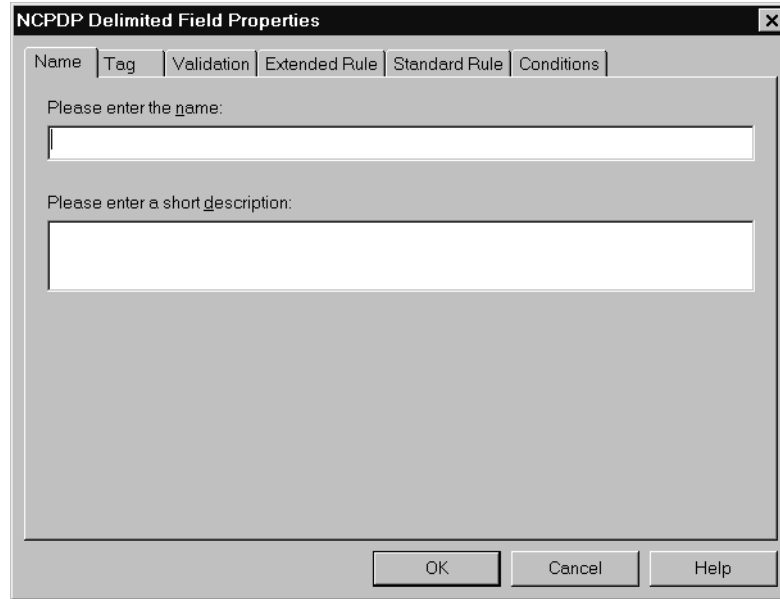 NCPDP Delimited Field Properties
Name Tag Validation Extended Rule Standard Rule Conditions
Please enter the name:
Please enter a short description:
OK Cancel Help